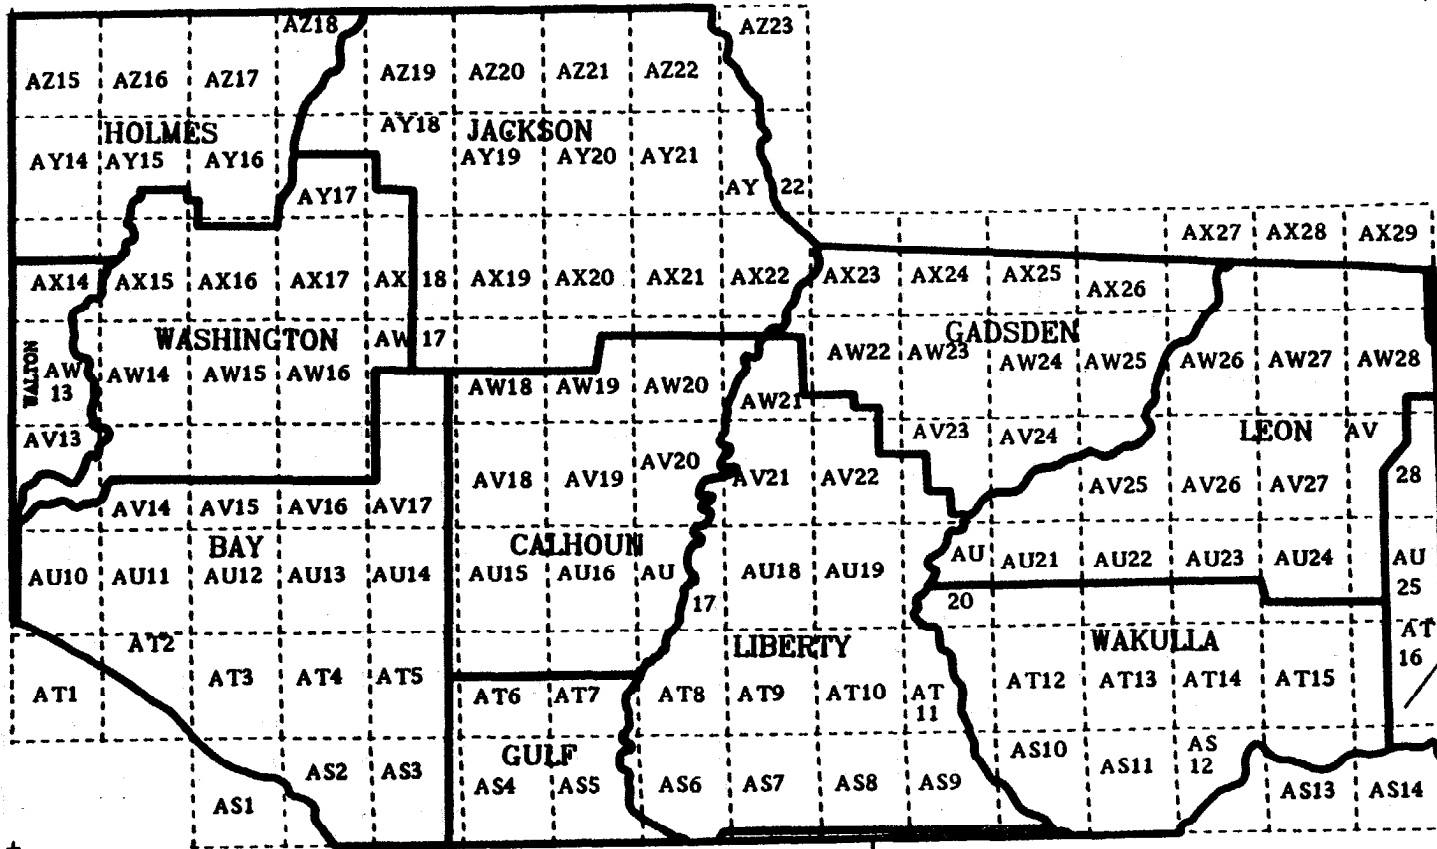 AZ18 AZ23
AZ15 AZ16 AZ17 AZ19 AZ20 AZ21 AZ22
HOLMES AY18 JACKSON
AY14 AY15 AY16 AY19 AY20 AY21
AY17 AY 22
AX27 AX28 AX29
AX14 AX15 AX16 AX17 AX 18 AX19 AX20 AX21 AX22 AX23 AX24 AX25
AX26
WASHINGTON AW 17 GADSDEN
WALTON AW 13 AW14 AW15 AW16 AW18 AW19 AW20 AW21 AW22 AW23 AW24 AW25 AW26 AW27 AW28
AV13 AV23 AV24 LEON AV 28
AV18 AV19 AV20 AV21 AV22 AV25 AV26 AV27
AV14 AV15 AV16 AV17
BAY CALHOUN
AU10 AU11 AU12 AU13 AU14 AU15 AU16 AU 17 AU18 AU19 AU 20 AU21 AU22 AU23 AU24 AU 25
AT2 LIBERTY WAKULLA AT 16
AT1 AT3 AT4 AT5 AT6 AT7 AT8 AT9 AT10 AT 11 AT12 AT13 AT14 AT15
GULF
AS1 AS2 AS3 AS4 AS5 AS6 AS7 AS8 AS9 AS10 AS11 AS 12 AS13 AS14